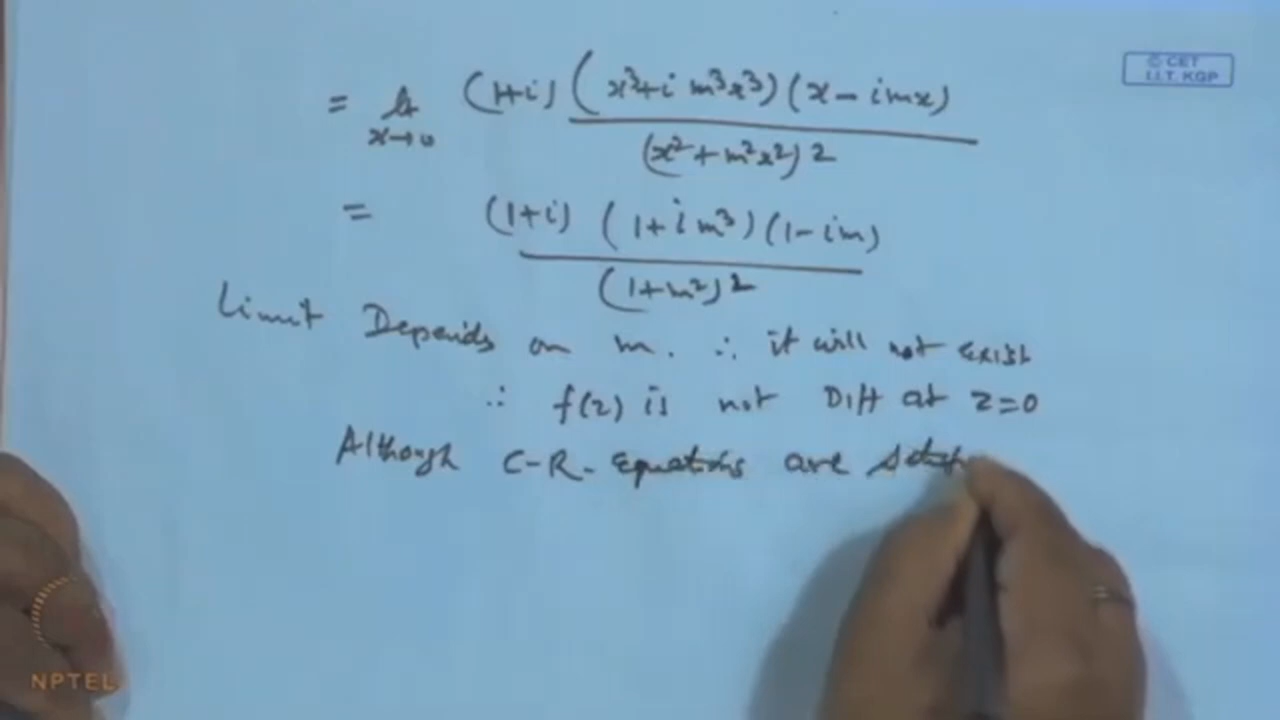 © CET
I.I.T. KGP
= lt x→0 (1+i) (x³+i m³x³) (x – imx) / (x²+m²x²)²
= (1+i) (1+i m³) (1-im) / (1+m²)²
Limit Depends on m. ∴ it will not exist
∴ f(z) is not Diff at z=0
Although C-R- Equations are
NPTEL